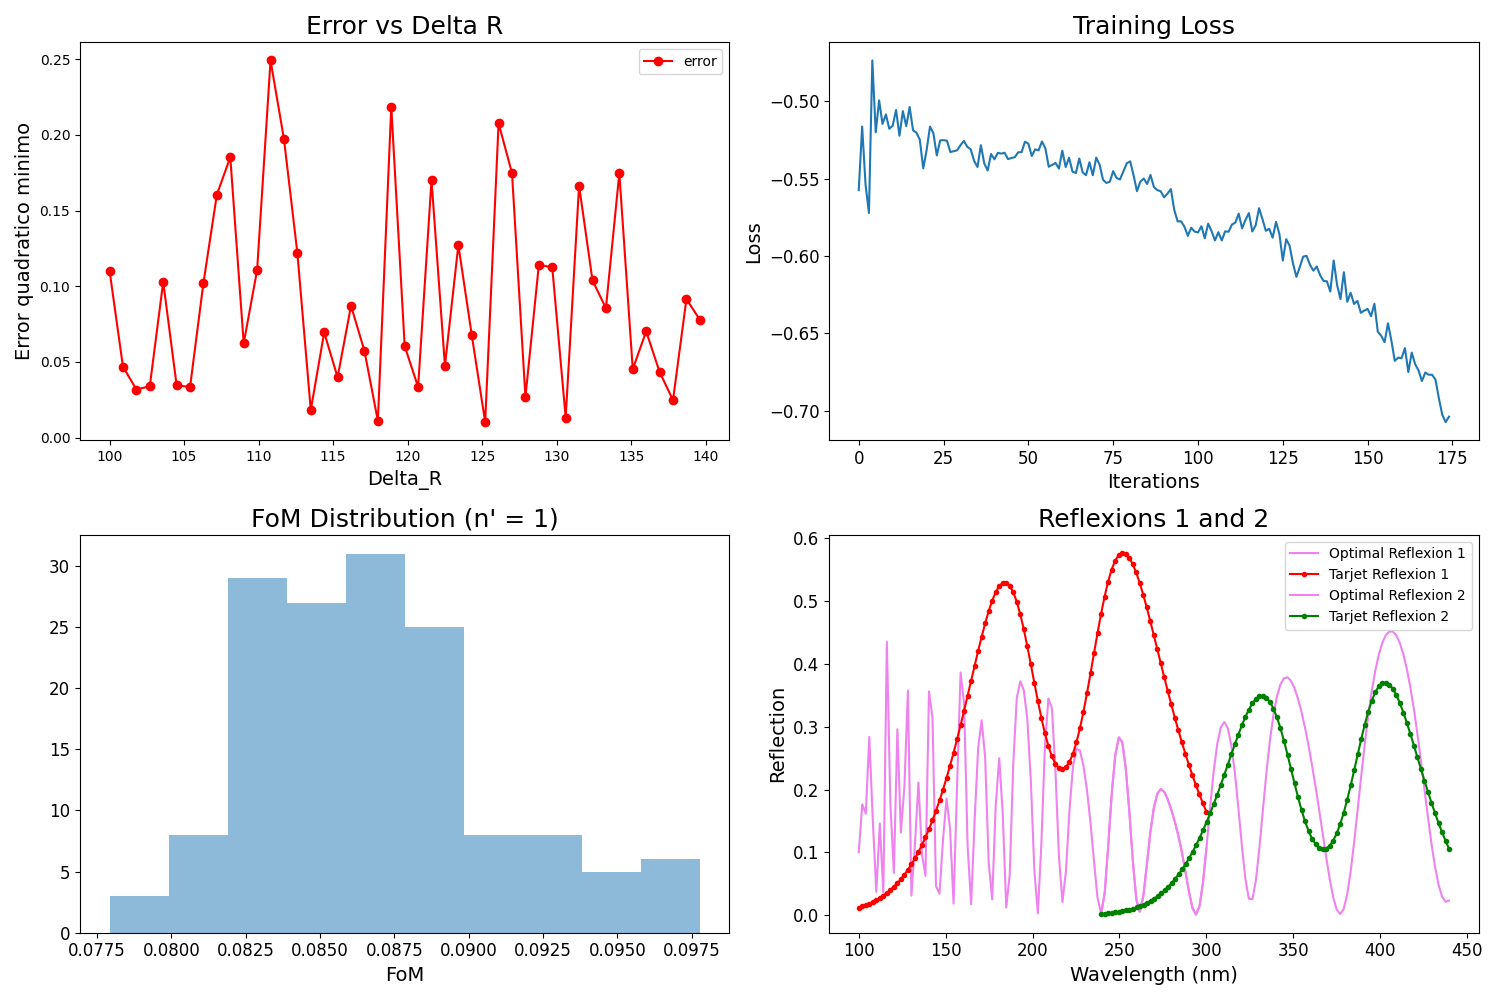 Error vs Delta R
error
Error quadratico minimo
0.25
0.20
0.15
0.10
0.05
0.00
100 105 110 115 120 125 130 135 140
Delta_R
Training Loss
Loss
−0.50
−0.55
−0.60
−0.65
−0.70
0 25 50 75 100 125 150 175
Iterations
FoM Distribution (n' = 1)
30
25
20
15
10
5
0
0.0775 0.0800 0.0825 0.0850 0.0875 0.0900 0.0925 0.0950 0.0975
FoM
Reflexions 1 and 2
Optimal Reflexion 1
Tarjet Reflexion 1
Optimal Reflexion 2
Tarjet Reflexion 2
Reflection
0.6
0.5
0.4
0.3
0.2
0.1
0.0
100 150 200 250 300 350 400 450
Wavelength (nm)